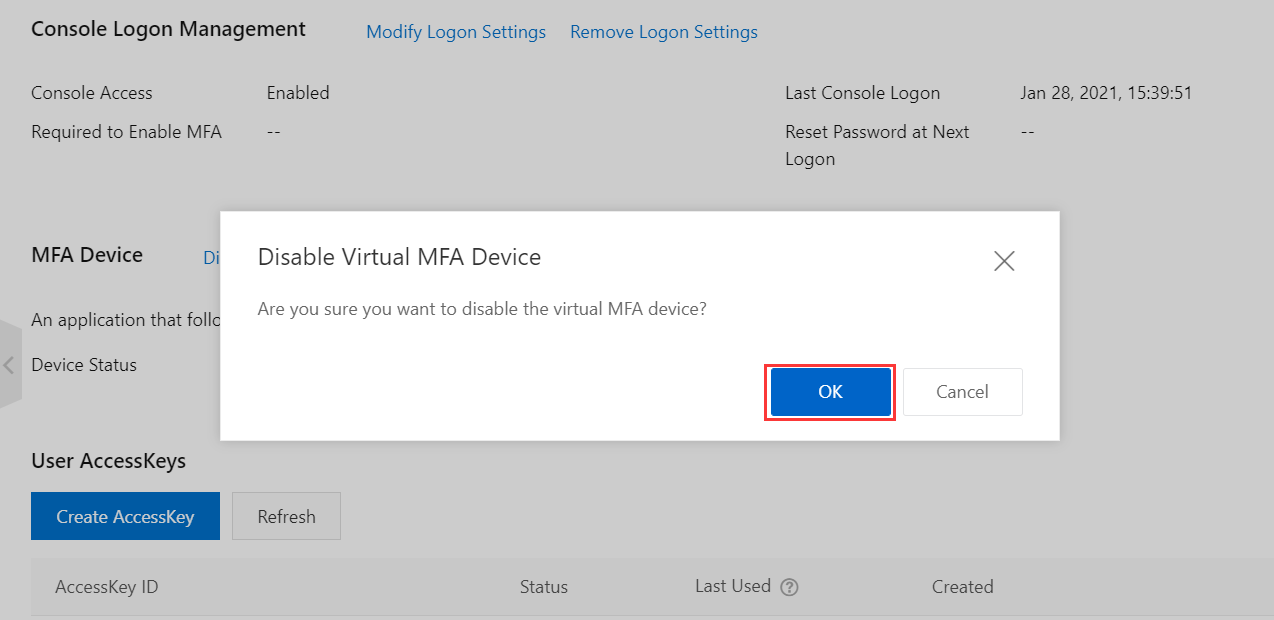 Console Logon Management Modify Logon Settings Remove Logon Settings
Console Access Enabled Last Console Logon Jan 28, 2021, 15:39:51
Required to Enable MFA -- Reset Password at Next Logon --
MFA Device Di
Disable Virtual MFA Device
Are you sure you want to disable the virtual MFA device?
An application that follo
Device Status
OK Cancel
User AccessKeys
Create AccessKey Refresh
AccessKey ID Status Last Used ? Created